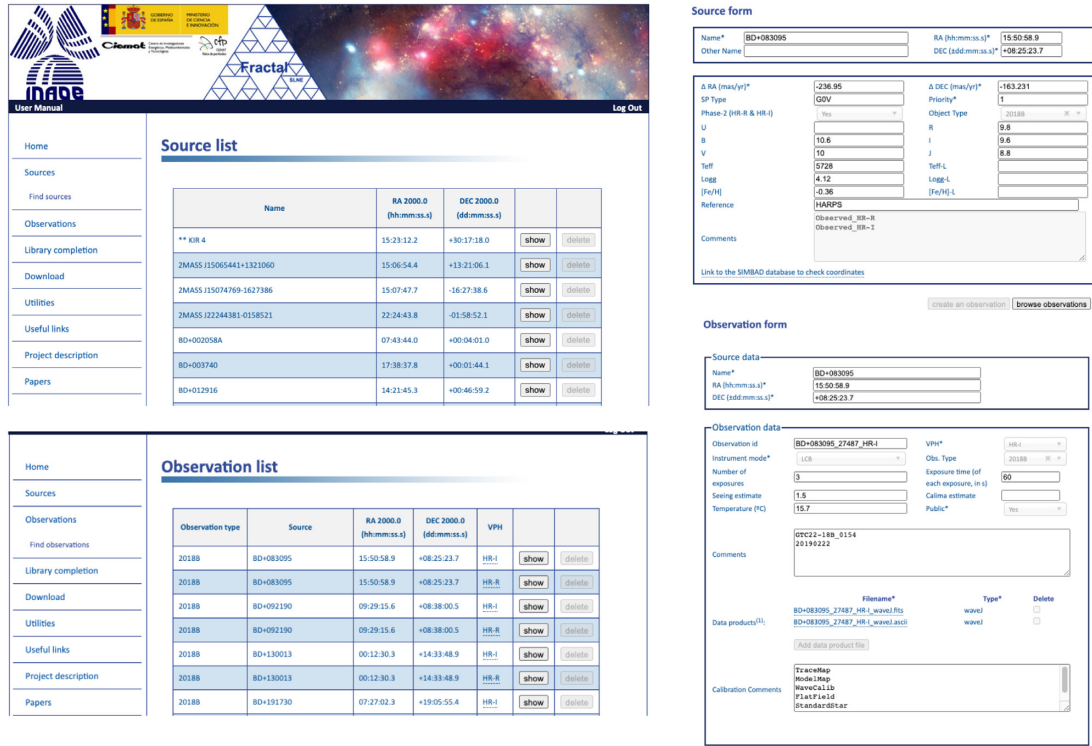 INAOE
GOBIERNO DE ESPAÑA
MINISTERIO DE CIENCIA E INNOVACIÓN
Ciemat
Fractal
SLNE
User Manual
Log Out
Home
Sources
Find sources
Observations
Library completion
Download
Utilities
Useful links
Project description
Papers
Source list
Name RA 2000.0 (hh:mm:ss.s) DEC 2000.0 (dd:mm:ss.s)
** KIR 4 15:23:12.2 +30:17:18.0 show delete
2MASS J15065441+1321060 15:06:54.4 +13:21:06.1 show delete
2MASS J15074769-1627386 15:07:47.7 -16:27:38.6 show delete
2MASS J22244381-0158521 22:24:43.8 -01:58:52.1 show delete
BD+002058A 07:43:44.0 +00:04:01.0 show delete
BD+003740 17:38:37.8 +00:01:44.1 show delete
BD+012916 14:21:45.3 +00:46:59.2 show delete
Home
Sources
Observations
Find observations
Library completion
Download
Utilities
Useful links
Project description
Papers
Observation list
Observation type Source RA 2000.0 (hh:mm:ss.s) DEC 2000.0 (dd:mm:ss.s) VPH
2018B BD+083095 15:50:58.9 +08:25:23.7 HR-I show delete
2018B BD+083095 15:50:58.9 +08:25:23.7 HR-R show delete
2018B BD+092190 09:29:15.6 +08:38:00.5 HR-I show delete
2018B BD+092190 09:29:15.6 +08:38:00.5 HR-R show delete
2018B BD+130013 00:12:30.3 +14:33:48.9 HR-I show delete
2018B BD+130013 00:12:30.3 +14:33:48.9 HR-R show delete
2018B BD+191730 07:27:02.3 +19:05:55.4 HR-I show delete
Source form
Name* BD+083095 RA (hh:mm:ss.s)* 15:50:58.9
Other Name DEC (±dd:mm:ss.s)* +08:25:23.7
Δ RA (mas/yr)* -236.95 Δ DEC (mas/yr)* -163.231
SP Type G0V Priority* 1
Phase-2 (HR-R & HR-I) Yes Object Type 2018B
U R 9.8
B 10.6 I 9.6
V 10 J 8.8
Teff 5728 Teff-L
Logg 4.12 Logg-L
[Fe/H] -0.36 [Fe/H]-L
Reference HARPS
Comments
Observed_HR-R
Observed_HR-I
Link to the SIMBAD database to check coordinates
create an observation browse observations
Observation form
Source data
Name* BD+083095
RA (hh:mm:ss.s)* 15:50:58.9
DEC (±dd:mm:ss.s)* +08:25:23.7
Observation data
Observation id BD+083095_27487_HR-I VPH* HR-I
Instrument mode* LCB Obs. Type 2018B
Number of exposures 3 Exposure time (of each exposure, in s) 60
Seeing estimate 1.5 Calima estimate
Temperature (ºC) 15.7 Public* Yes
Comments
GTC22-18B_0154
20190222
Filename* Type* Delete
Data products(1):
BD+083095_27487_HR-I_waveJ.fits waveJ
BD+083095_27487_HR-I_waveJ.ascii waveJ
Add data product file
Calibration Comments
TraceMap
ModelMap
WaveCalib
FlatField
StandardStar